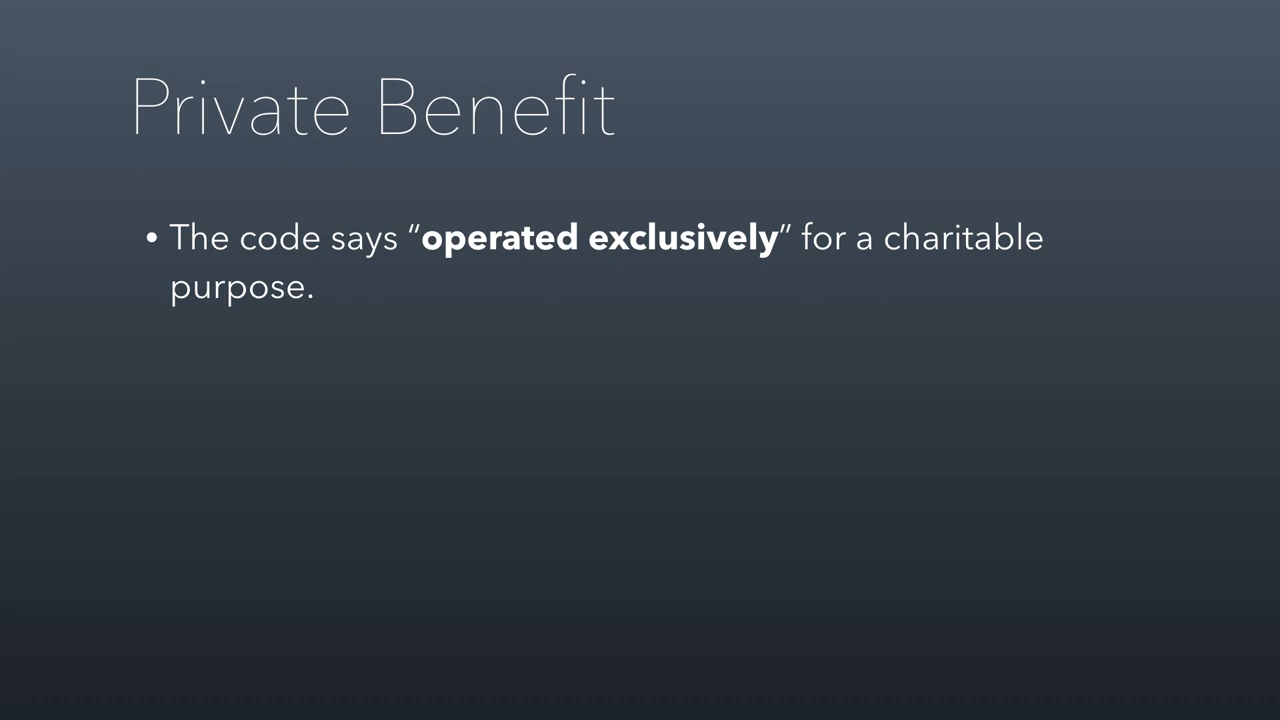 Private Benefit
• The code says “operated exclusively” for a charitable
purpose.